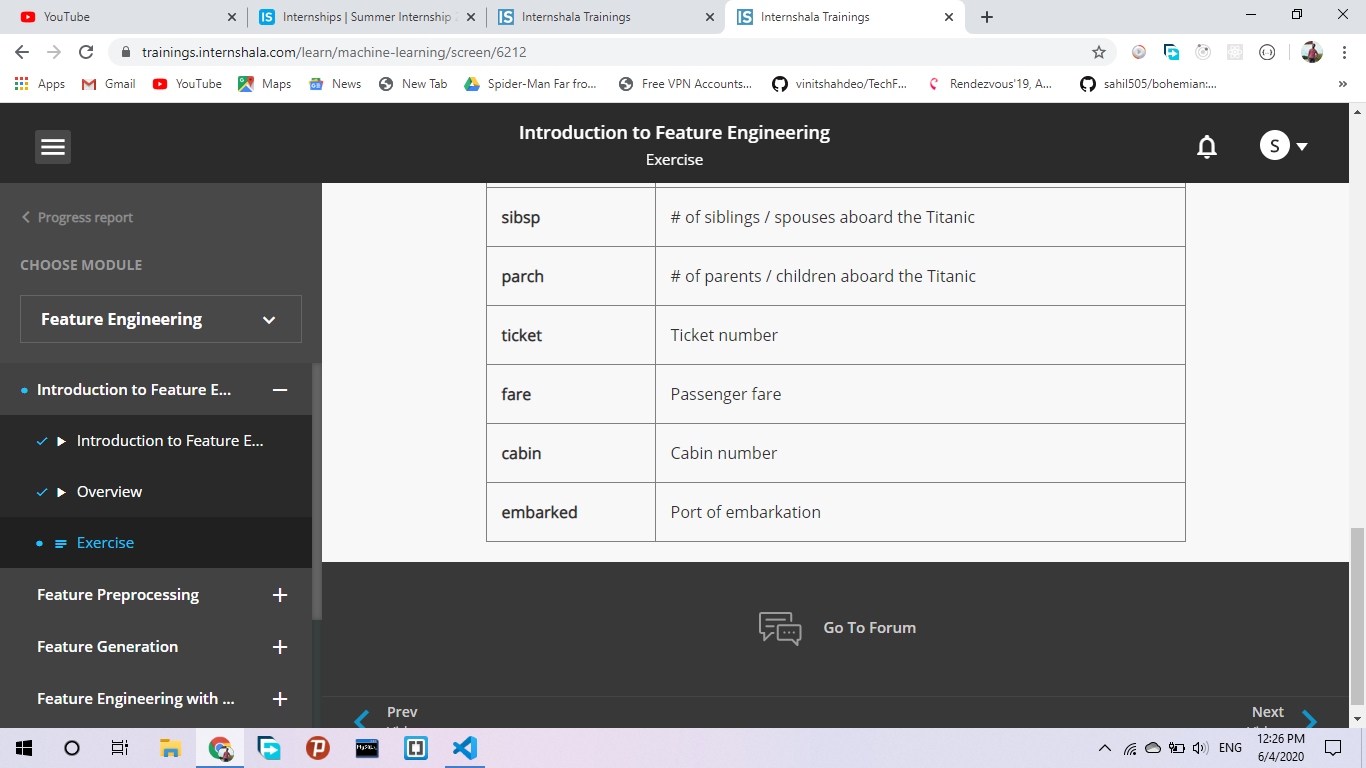 YouTube
Internships | Summer Internship
Internshala Trainings
Internshala Trainings
trainings.internshala.com/learn/machine-learning/screen/6212
Apps
Gmail
YouTube
Maps
News
New Tab
Spider-Man Far fro...
Free VPN Accounts...
vinitshahdeo/TechF...
Rendezvous'19, A...
sahil505/bohemian:...
Introduction to Feature Engineering
Exercise
S
Progress report
CHOOSE MODULE
Feature Engineering
Introduction to Feature E...
Introduction to Feature E...
Overview
Exercise
Feature Preprocessing
Feature Generation
Feature Engineering with ...
sibsp # of siblings / spouses aboard the Titanic
parch # of parents / children aboard the Titanic
ticket Ticket number
fare Passenger fare
cabin Cabin number
embarked Port of embarkation
Go To Forum
Prev
Next
MySQL
ENG
12:26 PM
6/4/2020